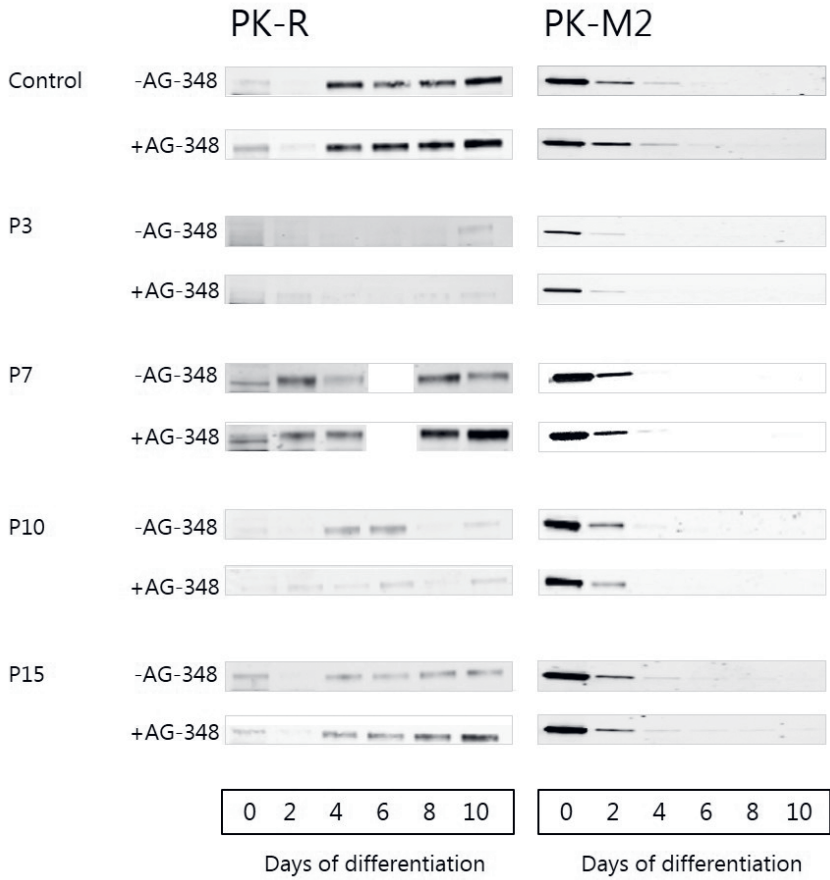 PK-R PK-M2
Control -AG-348
+AG-348
P3 -AG-348
+AG-348
P7 -AG-348
+AG-348
P10 -AG-348
+AG-348
P15 -AG-348
+AG-348
0 2 4 6 8 10 0 2 4 6 8 10
Days of differentiation Days of differentiation